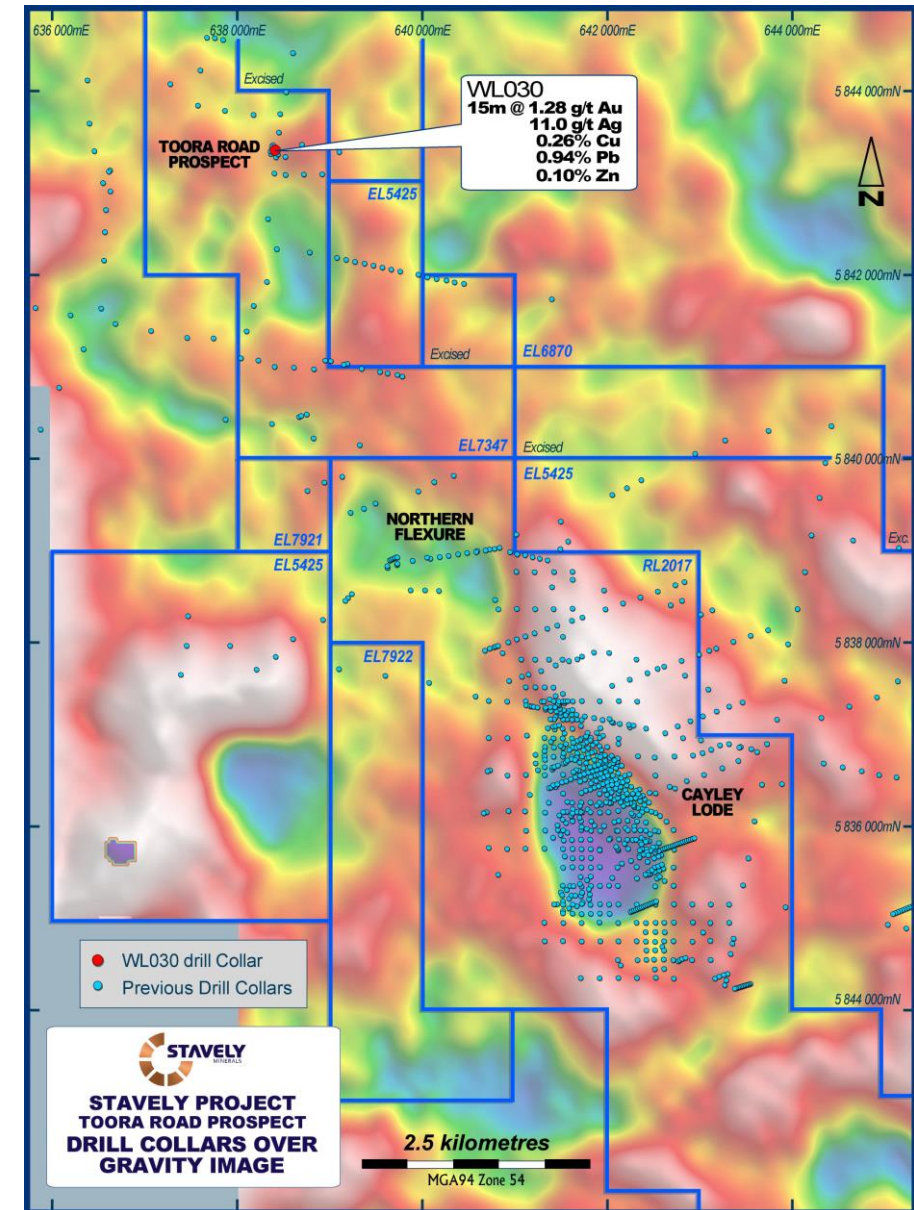 636 000mE
638 000mE
640 000mE
642 000mE
644 000mE
Excised
5 844 000mN
WL030
15m @ 1.28 g/t Au
11.0 g/t Ag
0.26% Cu
0.94% Pb
0.10% Zn
TOORA ROAD
PROSPECT
N
EL5425
5 842 000mN
Excised
EL6870
EL7347
Excised
5 840 000mN
EL5425
NORTHERN
FLEXURE
EL7921
EL5425
RL2017
Exc.
5 838 000mN
EL7922
CAYLEY
LODE
5 836 000mN
WL030 drill Collar
Previous Drill Collars
5 844 000mN
STAVELY
MINERALS
STAVELY PROJECT
TOORA ROAD PROSPECT
DRILL COLLARS OVER
GRAVITY IMAGE
2.5 kilometres
MGA94 Zone 54